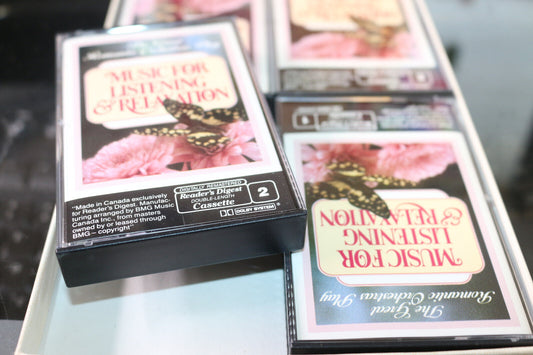 MUSIC FOR
LISTENING
& RELAXATION
"Made in Canada exclusively
for Reader's Digest. Manufac-
turing arranged by BMG Music
Canada Inc., from masters
owned by or leased through
BMG - copyright"
DIGITALLY REMASTERED
Reader's Digest
DOUBLE-LENGTH
Cassette
2
DOLBY SYSTEM
The Great
Romantic Orchestras Play
MUSIC FOR
LISTENING
& RELAXATION